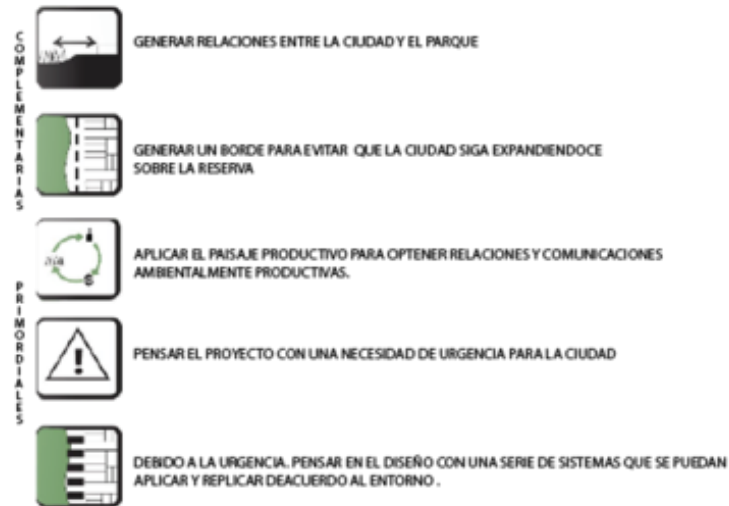 COMPLEMENTARIAS
GENERAR RELACIONES ENTRE LA CIUDAD Y EL PARQUE
GENERAR UN BORDE PARA EVITAR QUE LA CIUDAD SIGA EXPANDIENDOCE
SOBRE LA RESERVA
APLICAR EL PAISAJE PRODUCTIVO PARA OPTENER RELACIONES Y COMUNICACIONES
AMBIENTALMENTE PRODUCTIVAS.
PRIMORDIALES
PENSAR EL PROYECTO CON UNA NECESIDAD DE URGENCIA PARA LA CIUDAD
DEBIDO A LA URGENCIA. PENSAR EN EL DISEÑO CON UNA SERIE DE SISTEMAS QUE SE PUEDAN
APLICAR Y REPLICAR DEACUERDO AL ENTORNO .